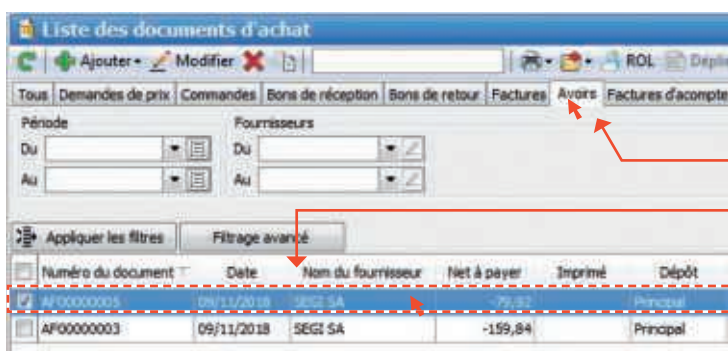 Liste des documents d'achat
Ajouter Modifier ROL Déplie
Tous Demandes de prix Commandes Bons de réception Bons de retour Factures Avoirs Factures d'acompte
Période Fournisseurs
Du Du
Au Au
Appliquer les filtres Filtrage avancé
Numéro du document Date Nom du fournisseur Net à payer Imprimé Dépôt
AF00000005 09/11/2018 SEGI SA -79,92 Principal
AF00000003 09/11/2018 SEGI SA -159,84 Principal